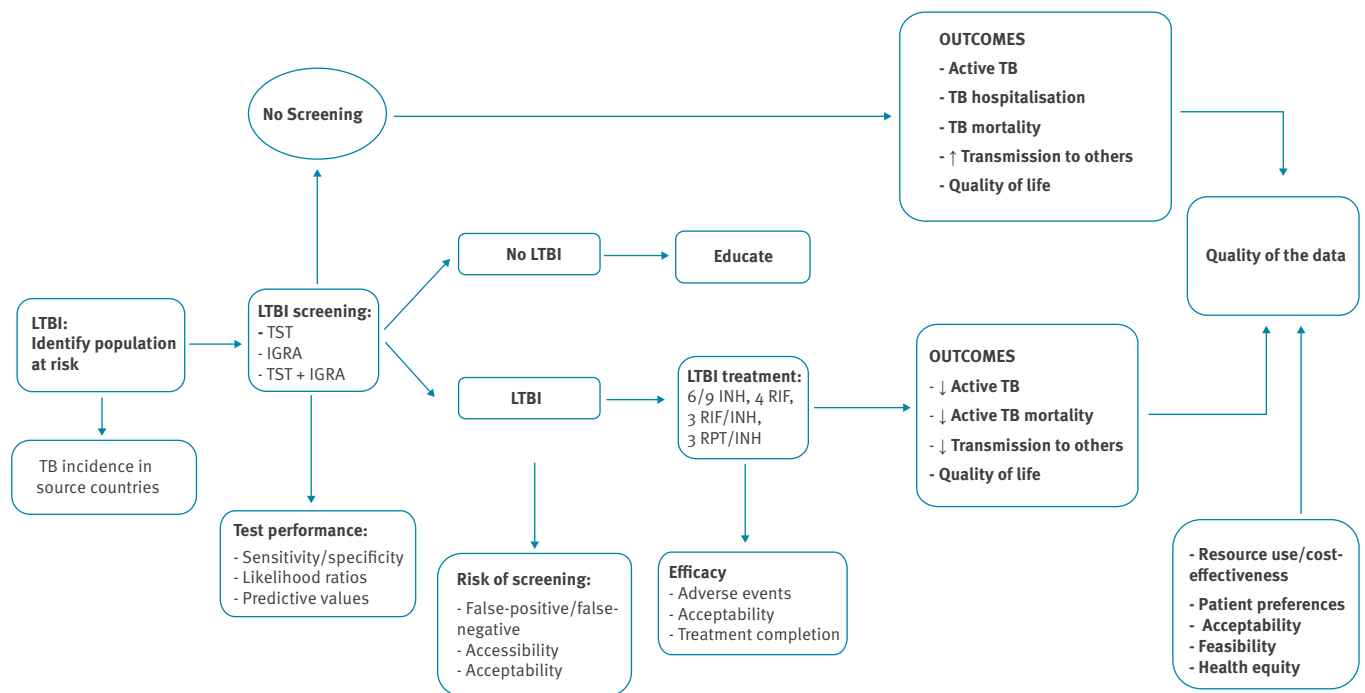 No Screening
OUTCOMES
- Active TB
- TB hospitalisation
- TB mortality
- ↑ Transmission to others
- Quality of life
Quality of the data
No LTBI
Educate
LTBI:
Identify population
at risk
LTBI screening:
- TST
- IGRA
- TST + IGRA
LTBI
LTBI treatment:
6/9 INH, 4 RIF,
3 RIF/INH,
3 RPT/INH
OUTCOMES
- ↓ Active TB
- ↓ Active TB mortality
- ↓ Transmission to others
- Quality of life
TB incidence in
source countries
Test performance:
- Sensitivity/specificity
- Likelihood ratios
- Predictive values
Risk of screening:
- False-positive/false-
negative
- Accessibility
- Acceptability
Efficacy
- Adverse events
- Acceptability
- Treatment completion
- Resource use/cost-
effectiveness
- Patient preferences
- Acceptability
- Feasibility
- Health equity